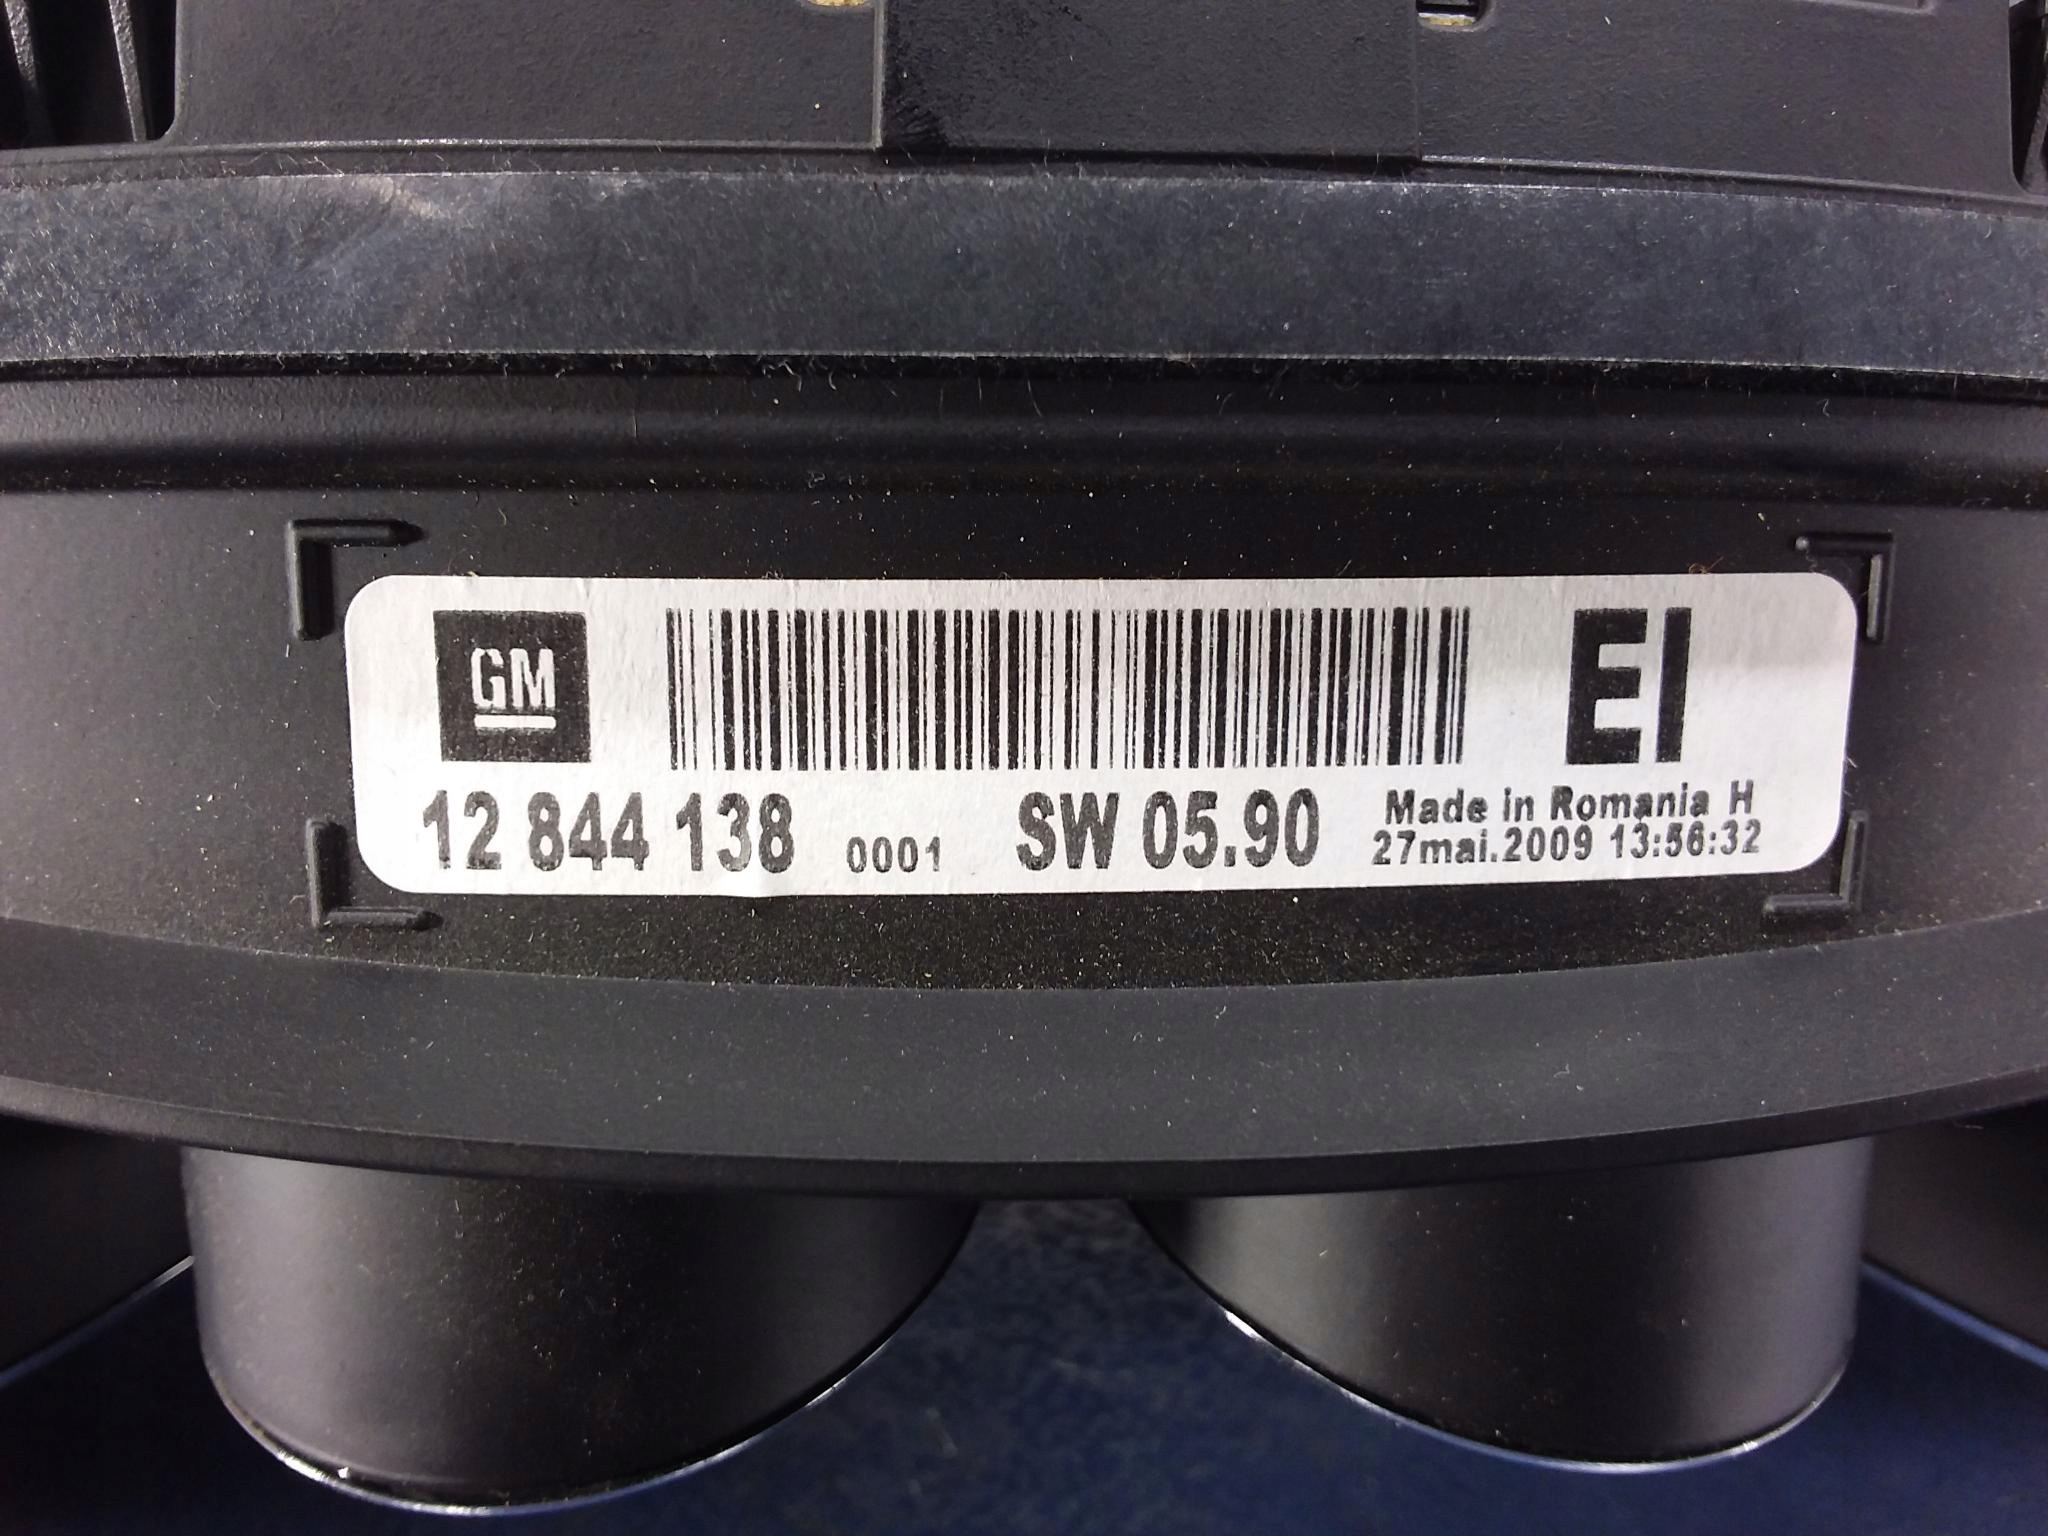 GM
EI
12 844 138 0001 SW 05.90
Made in Romania H
27mai.2009 13:56:32